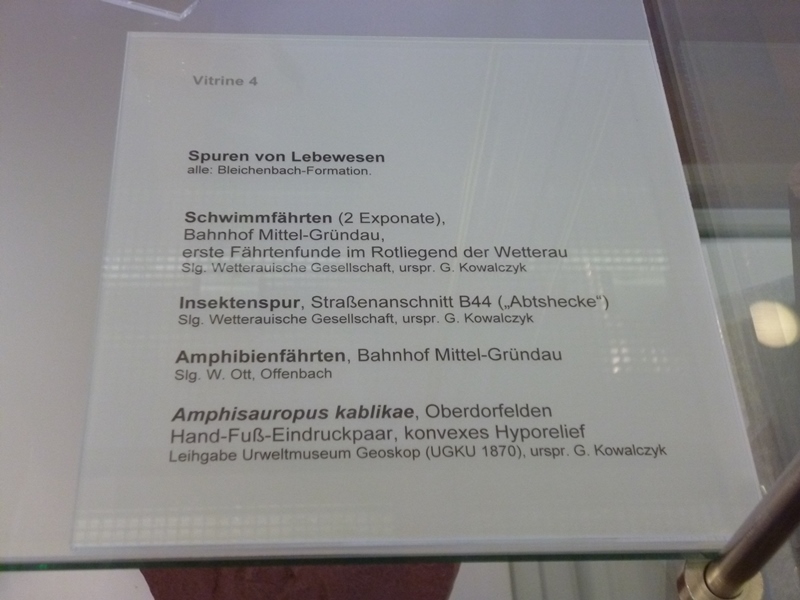 Vitrine 4
Spuren von Lebewesen
alle: Bleichenbach-Formation.
Schwimmfährten (2 Exponate),
Bahnhof Mittel-Gründau,
erste Fährtenfunde im Rotliegend der Wetterau
Slg. Wetterauische Gesellschaft, urspr. G. Kowalczyk
Insektenspur, Straßenanschnitt B44 („Abtshecke“)
Slg. Wetterauische Gesellschaft, urspr. G. Kowalczyk
Amphibienfährten, Bahnhof Mittel-Gründau
Slg. W. Ott, Offenbach
Amphisauropus kablikae, Oberdorfelden
Hand-Fuß-Eindruckpaar, konvexes Hyporelief
Leihgabe Urweltmuseum Geoskop (UGKU 1870), urspr. G. Kowalczyk